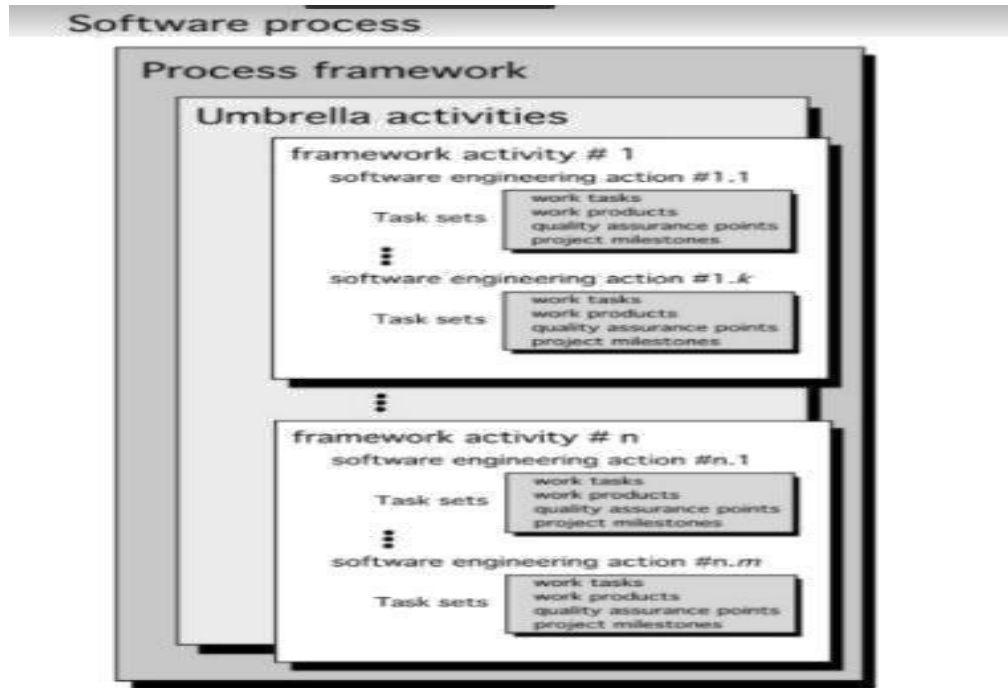 Software process
Process framework
Umbrella activities
framework activity # 1
software engineering action #1.1
Task sets
work tasks
work products
quality assurance points
project milestones
software engineering action #1.k
Task sets
work tasks
work products
quality assurance points
project milestones
framework activity # n
software engineering action #n.1
Task sets
work tasks
work products
quality assurance points
project milestones
software engineering action #n.m
Task sets
work tasks
work products
quality assurance points
project milestones